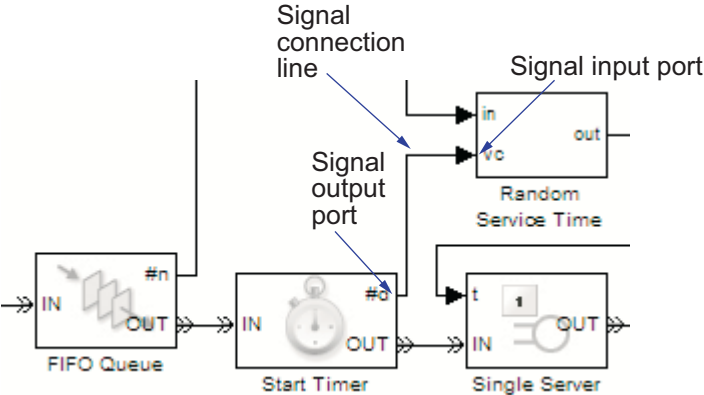 Signal
connection
line
Signal input port
in
out
vc
Signal
output
port
Random
Service Time
#n
IN
OUT
FIFO Queue
#d
IN
OUT
Start Timer
t
1
OUT
IN
Single Server